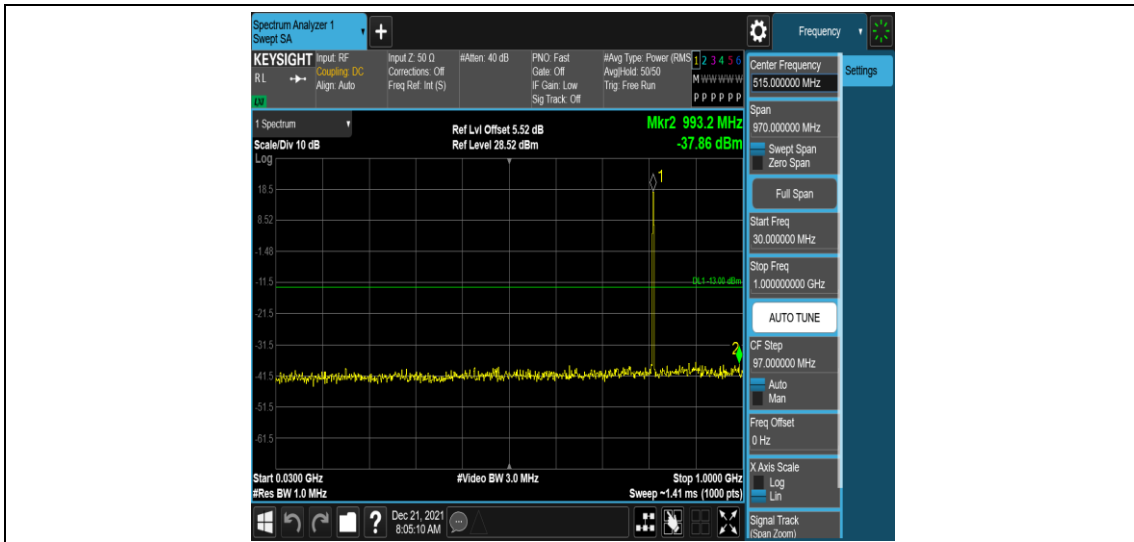 Spectrum Analyzer 1
Swept SA
+
Frequency
KEYSIGHT
RL
LXI
Input: RF
Coupling: DC
Align: Auto
Input Z: 50 Ω
Corrections: Off
Freq Ref: Int (S)
#Atten: 40 dB
PNO: Fast
Gate: Off
IF Gain: Low
Sig Track: Off
#Avg Type: Power (RMS
Avg|Hold: 50/50
Trig: Free Run
1 2 3 4 5 6
M W W W W W
P P P P P P
1 Spectrum
Scale/Div 10 dB
Ref Lvl Offset 5.52 dB
Ref Level 28.52 dBm
Mkr2 993.2 MHz
-37.86 dBm
Log
18.5
8.52
-1.48
-11.5
-21.5
-31.5
-41.5
-51.5
-61.5
1
DL1 -13.00 dBm
2
Start 0.0300 GHz
#Res BW 1.0 MHz
#Video BW 3.0 MHz
Stop 1.0000 GHz
Sweep ~1.41 ms (1000 pts)
Dec 21, 2021
8:05:10 AM
?
Center Frequency
515.000000 MHz
Settings
Span
970.000000 MHz
Swept Span
Zero Span
Full Span
Start Freq
30.000000 MHz
Stop Freq
1.000000000 GHz
AUTO TUNE
CF Step
97.000000 MHz
Auto
Man
Freq Offset
0 Hz
X Axis Scale
Log
Lin
Signal Track
(Span Zoom)